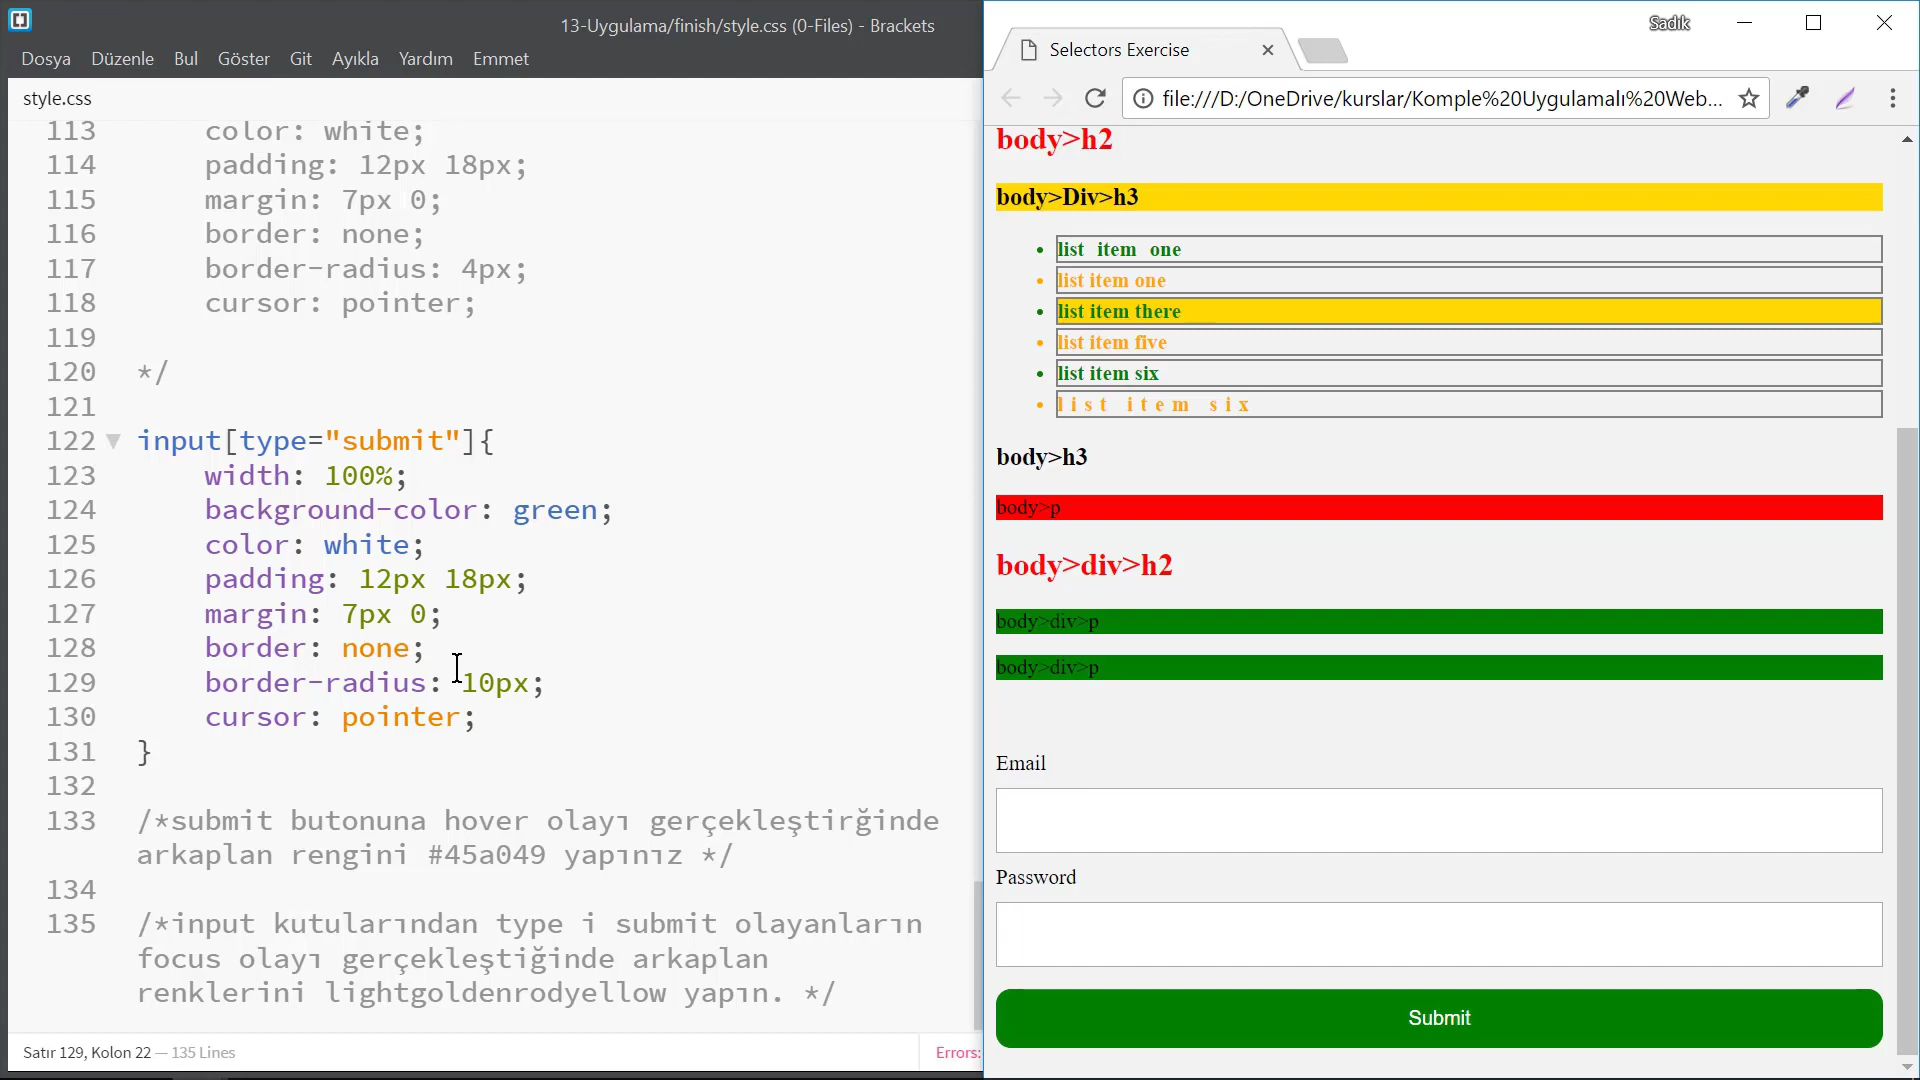 13-Uygulama/finish/style.css (0-Files) - Brackets
Dosya Düzenle Bul Göster Git Ayıkla Yardım Emmet
style.css
113 color: white;
114 padding: 12px 18px;
115 margin: 7px 0;
116 border: none;
117 border-radius: 4px;
118 cursor: pointer;
119
120 */
121
122 input[type="submit"]{
123 width: 100%;
124 background-color: green;
125 color: white;
126 padding: 12px 18px;
127 margin: 7px 0;
128 border: none;
129 border-radius: 10px;
130 cursor: pointer;
131 }
132
133 /*submit butonuna hover olayı gerçekleştirğinde
arkaplan rengini #45a049 yapınız */
134
135 /*input kutularından type i submit olayanların
focus olayı gerçekleştiğinde arkaplan
renklerini lightgoldenrodyellow yapın. */
Satır 129, Kolon 22 — 135 Lines
Errors:
Sadık
Selectors Exercise
file:///D:/OneDrive/kurslar/Komple%20Uygulamalı%20Web...
body>h2
body>Div>h3
list item one
list item one
list item there
list item five
list item six
list item six
body>h3
body>p
body>div>h2
body>div>p
body>div>p
Email
Password
Submit